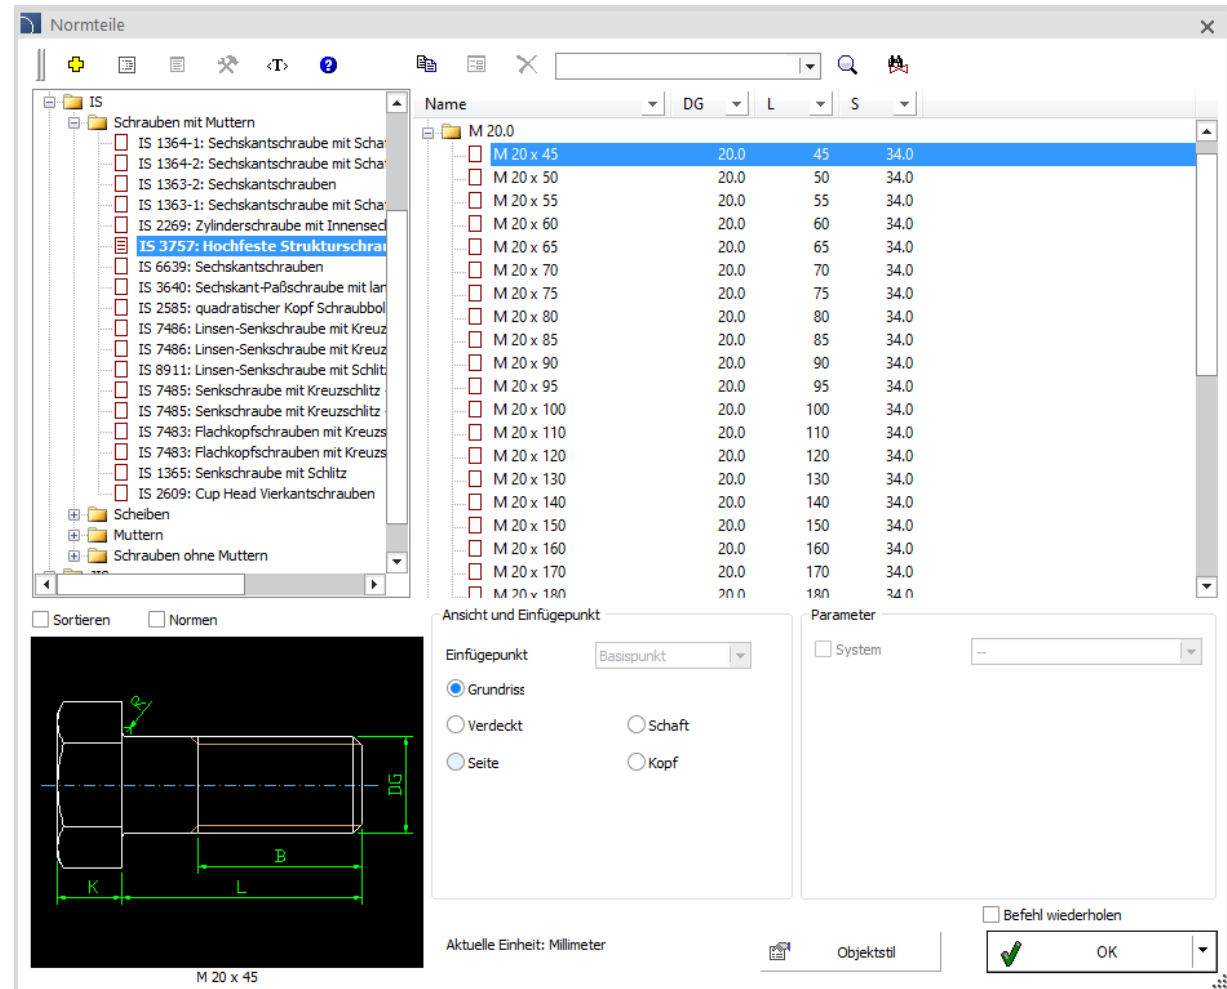 Normteile
<T>
?
IS
Schrauben mit Muttern
IS 1364-1: Sechskantschraube mit
IS 1364-2: Sechskantschraube mit
IS 1363-2: Sechskantschrauben
IS 1363-1: Sechskantschraube mit
IS 2269: Zylinderschraube mit
IS 3757: Hochfeste
IS 6639: Sechskantschrauben
IS 3640: Sechskant-Paßschraube mit
IS 2585: quadratischer Kopf
IS 7486: Linsen-Senkschraube mit
IS 7486: Linsen-Senkschraube mit
IS 8911: Linsen-Senkschraube mit
IS 7485: Senkschraube mit Kreuzschlitz
IS 7485: Senkschraube mit Kreuzschlitz
IS 7483: Flachkopfschrauben mit
IS 7483: Flachkopfschrauben mit
IS 1365: Senkschraube mit Schlitz
IS 2609: Cup Head Vierkantschrauben
Scheiben
Muttern
Schrauben ohne Muttern
Name DG L S
M 20.0
M 20 x 45 20.0 45 34.0
M 20 x 50 20.0 50 34.0
M 20 x 55 20.0 55 34.0
M 20 x 60 20.0 60 34.0
M 20 x 65 20.0 65 34.0
M 20 x 70 20.0 70 34.0
M 20 x 75 20.0 75 34.0
M 20 x 80 20.0 80 34.0
M 20 x 85 20.0 85 34.0
M 20 x 90 20.0 90 34.0
M 20 x 95 20.0 95 34.0
M 20 x 100 20.0 100 34.0
M 20 x 110 20.0 110 34.0
M 20 x 120 20.0 120 34.0
M 20 x 130 20.0 130 34.0
M 20 x 140 20.0 140 34.0
M 20 x 150 20.0 150 34.0
M 20 x 160 20.0 160 34.0
M 20 x 170 20.0 170 34.0
M 20 x 180 20.0 180 34.0
Sortieren Normen
R
DG
B
K L
M 20 x 45
Ansicht und Einfügepunkt
Einfügepunkt Basispunkt
Grundriss
Verdeckt Schaft
Seite Kopf
Parameter
System --
Befehl wiederholen
Aktuelle Einheit: Millimeter
Objektstil
OK